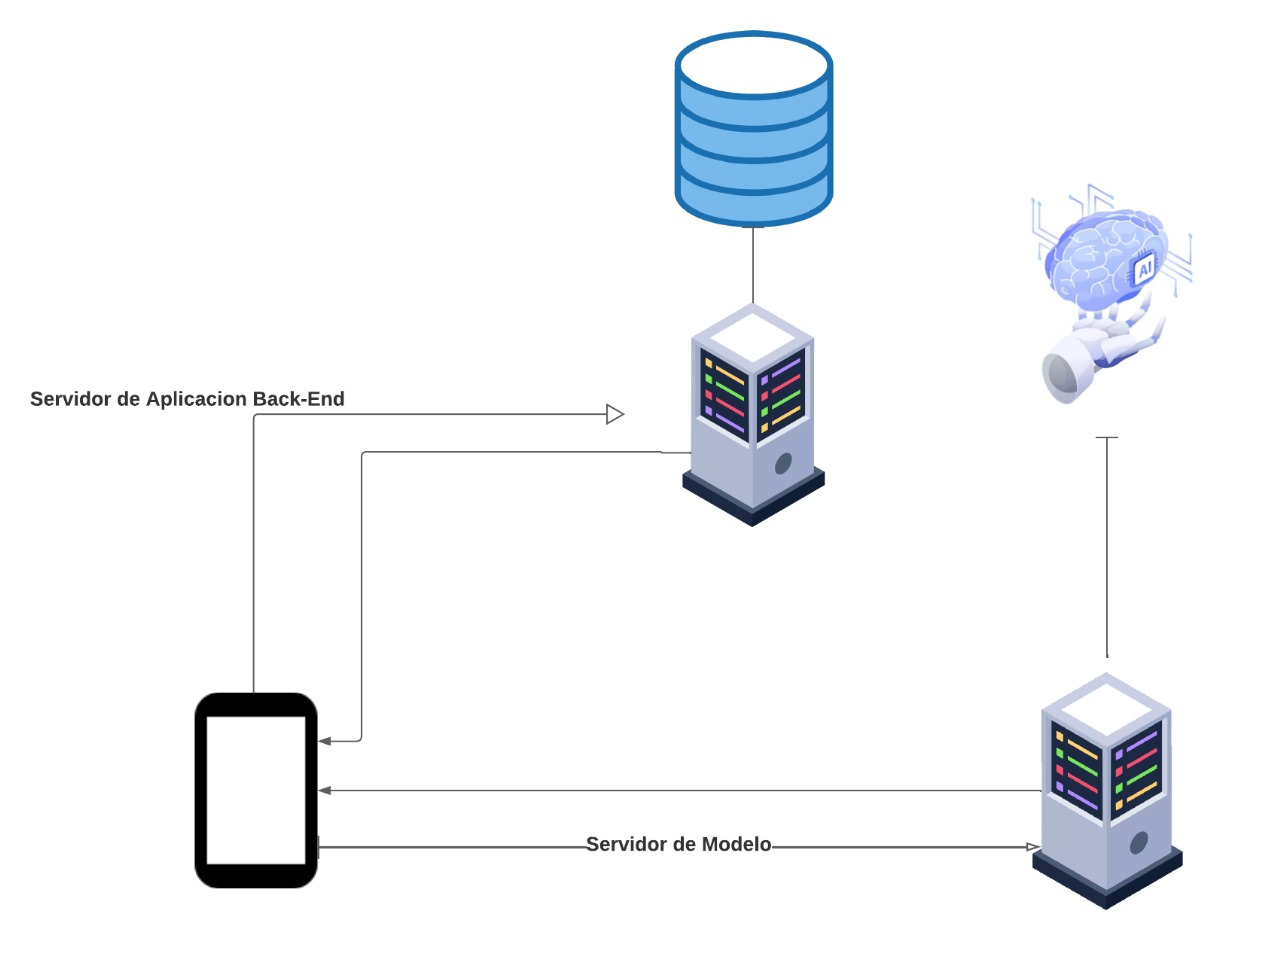 AI
Servidor de Aplicacion Back-End
Servidor de Modelo